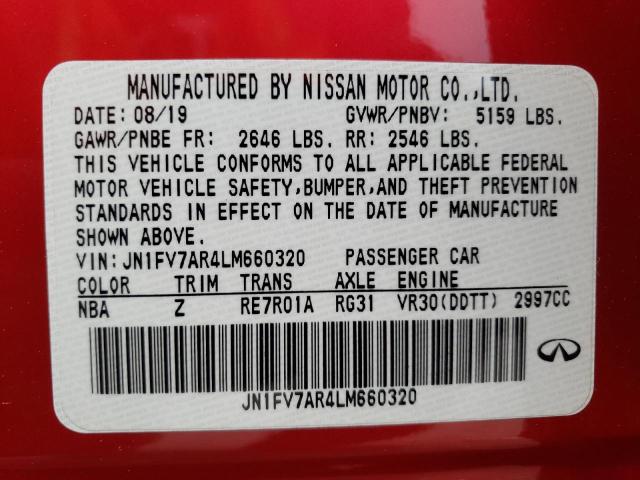 MANUFACTURED BY NISSAN MOTOR CO.,LTD.
DATE: 08/19 GVWR/PNBV: 5159 LBS.
GAWR/PNBE FR: 2646 LBS. RR: 2546 LBS.
THIS VEHICLE CONFORMS TO ALL APPLICABLE FEDERAL
MOTOR VEHICLE SAFETY,BUMPER,AND THEFT PREVENTION
STANDARDS IN EFFECT ON THE DATE OF MANUFACTURE
SHOWN ABOVE.
VIN:JN1FV7AR4LM660320 PASSENGER CAR
COLOR TRIM TRANS AXLE ENGINE
NBA Z RE7R01A RG31 VR30(DDTT) 2997CC
JN1FV7AR4LM660320